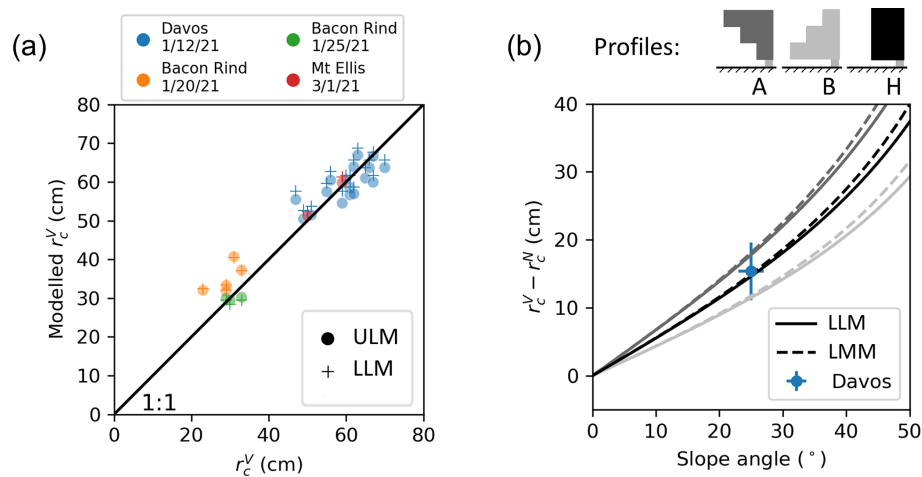 (a)
Davos
1/12/21
Bacon Rind
1/20/21
Bacon Rind
1/25/21
Mt Ellis
3/1/21
80
70
60
50
40
30
20
10
0
Modelled r_c^V (cm)
1:1
ULM
LLM
0 20 40 60 80
r_c^V (cm)
(b)
Profiles:
A B H
40
30
20
10
0
r_c^V − r_c^N (cm)
LLM
LMM
Davos
0 10 20 30 40 50
Slope angle (°)